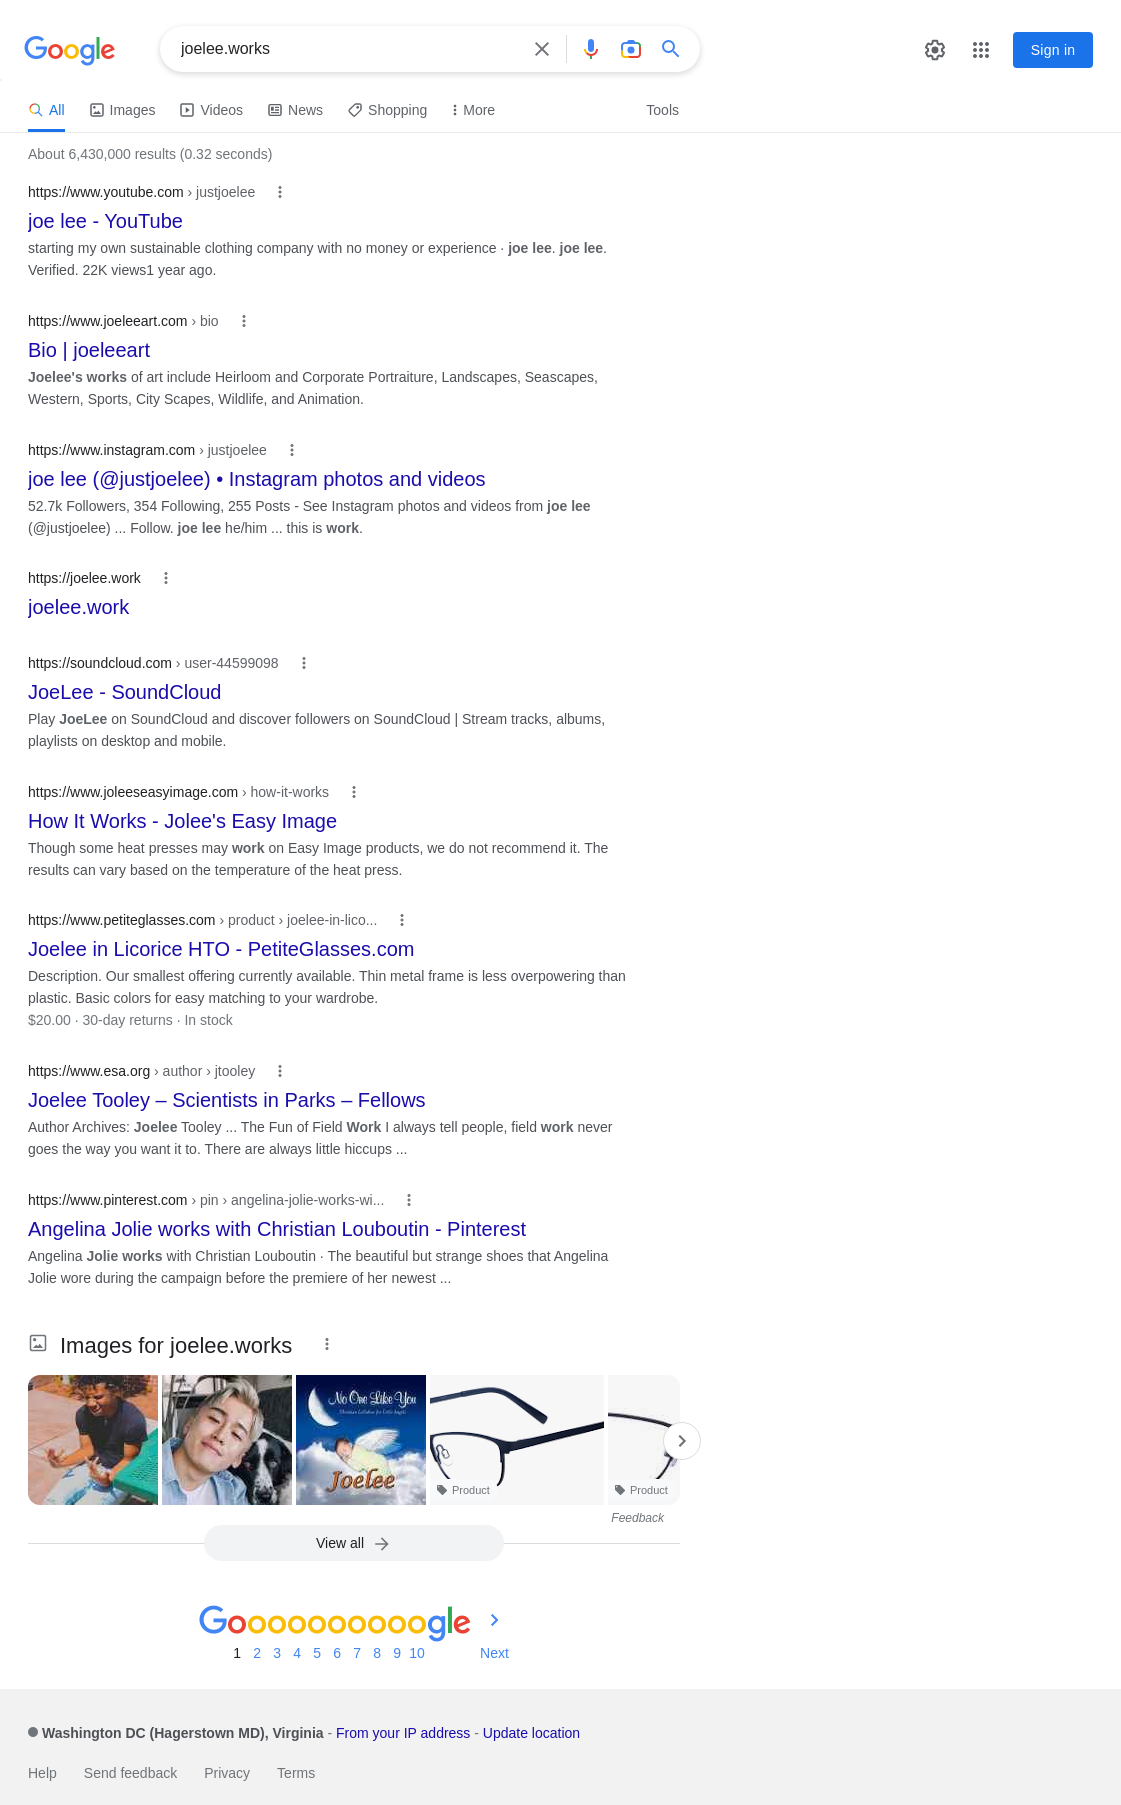 Google
joelee.works
Sign in
All
Images
Videos
News
Shopping
More
Tools
About 6,430,000 results (0.32 seconds)
https://www.youtube.com › justjoelee
joe lee - YouTube
starting my own sustainable clothing company with no money or experience · joe lee. joe lee.
Verified. 22K views1 year ago.
https://www.joeleeart.com › bio
Bio | joeleeart
Joelee's works of art include Heirloom and Corporate Portraiture, Landscapes, Seascapes,
Western, Sports, City Scapes, Wildlife, and Animation.
https://www.instagram.com › justjoelee
joe lee (@justjoelee) • Instagram photos and videos
52.7k Followers, 354 Following, 255 Posts - See Instagram photos and videos from joe lee
(@justjoelee) ... Follow. joe lee he/him ... this is work.
https://joelee.work
joelee.work
https://soundcloud.com › user-44599098
JoeLee - SoundCloud
Play JoeLee on SoundCloud and discover followers on SoundCloud | Stream tracks, albums,
playlists on desktop and mobile.
https://www.joleeseasyimage.com › how-it-works
How It Works - Jolee's Easy Image
Though some heat presses may work on Easy Image products, we do not recommend it. The
results can vary based on the temperature of the heat press.
https://www.petiteglasses.com › product › joelee-in-lico...
Joelee in Licorice HTO - PetiteGlasses.com
Description. Our smallest offering currently available. Thin metal frame is less overpowering than
plastic. Basic colors for easy matching to your wardrobe.
$20.00 · 30-day returns · In stock
https://www.esa.org › author › jtooley
Joelee Tooley – Scientists in Parks – Fellows
Author Archives: Joelee Tooley ... The Fun of Field Work I always tell people, field work never
goes the way you want it to. There are always little hiccups ...
https://www.pinterest.com › pin › angelina-jolie-works-wi...
Angelina Jolie works with Christian Louboutin - Pinterest
Angelina Jolie works with Christian Louboutin · The beautiful but strange shoes that Angelina
Jolie wore during the campaign before the premiere of her newest ...
Images for joelee.works
No One Like You
Christian Lullabies for Little Angels
Joelee
Product
Product
Feedback
View all
Goooooooooogle
1 2 3 4 5 6 7 8 9 10 Next
Washington DC (Hagerstown MD), Virginia - From your IP address - Update location
Help Send feedback Privacy Terms